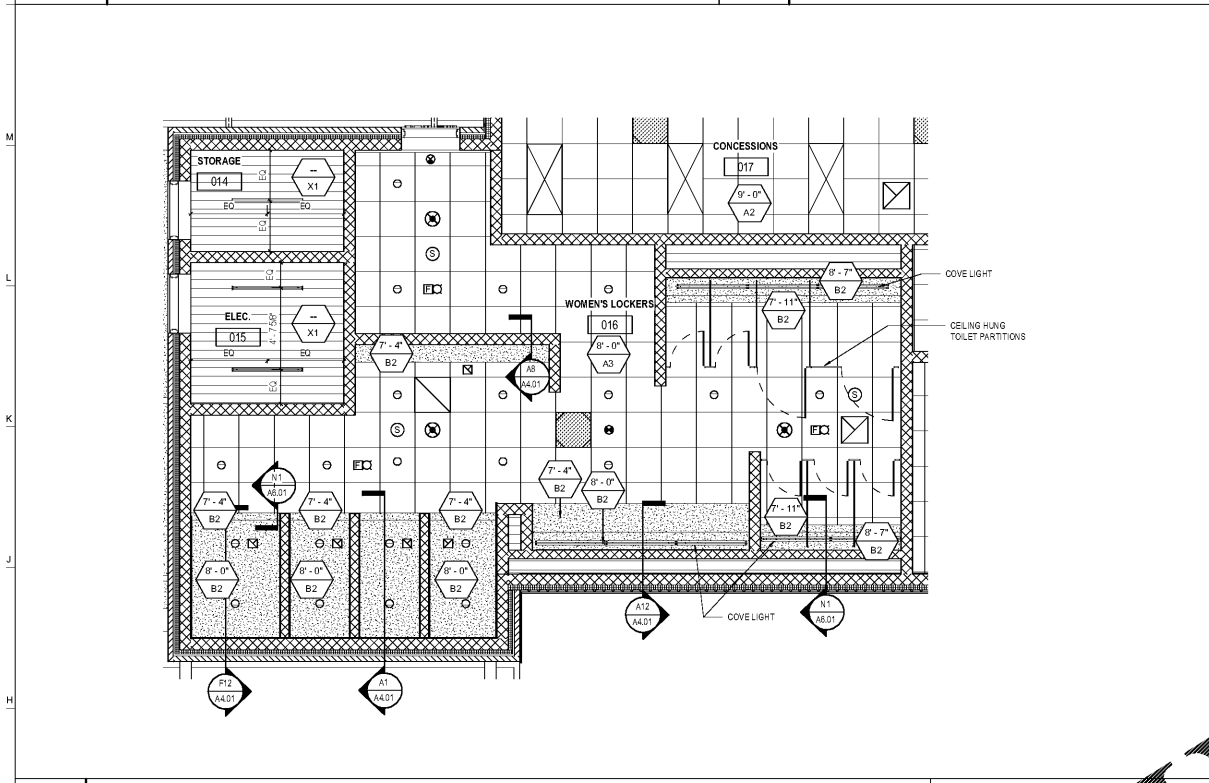 M
L
K
J
H
STORAGE
014
--
X1
EQ
EQ
EQ
EQ
CONCESSIONS
017
9' - 0"
A2
S
F
ELEC.
015
--
X1
EQ
4' - 7 5/8"
EQ
EQ
EQ
WOMEN'S LOCKERS
016
8' - 0"
A3
8' - 7"
B2
COVE LIGHT
7' - 11"
B2
CEILING HUNG
TOILET PARTITIONS
7' - 4"
B2
A8
A4.01
S
S
F
F
N1
A6.01
7' - 4"
B2
7' - 4"
B2
7' - 4"
B2
7' - 4"
B2
8' - 0"
B2
7' - 11"
B2
8' - 7"
B2
8' - 0"
B2
8' - 0"
B2
8' - 0"
B2
A12
A4.01
COVE LIGHT
N1
A6.01
F12
A4.01
A1
A4.01